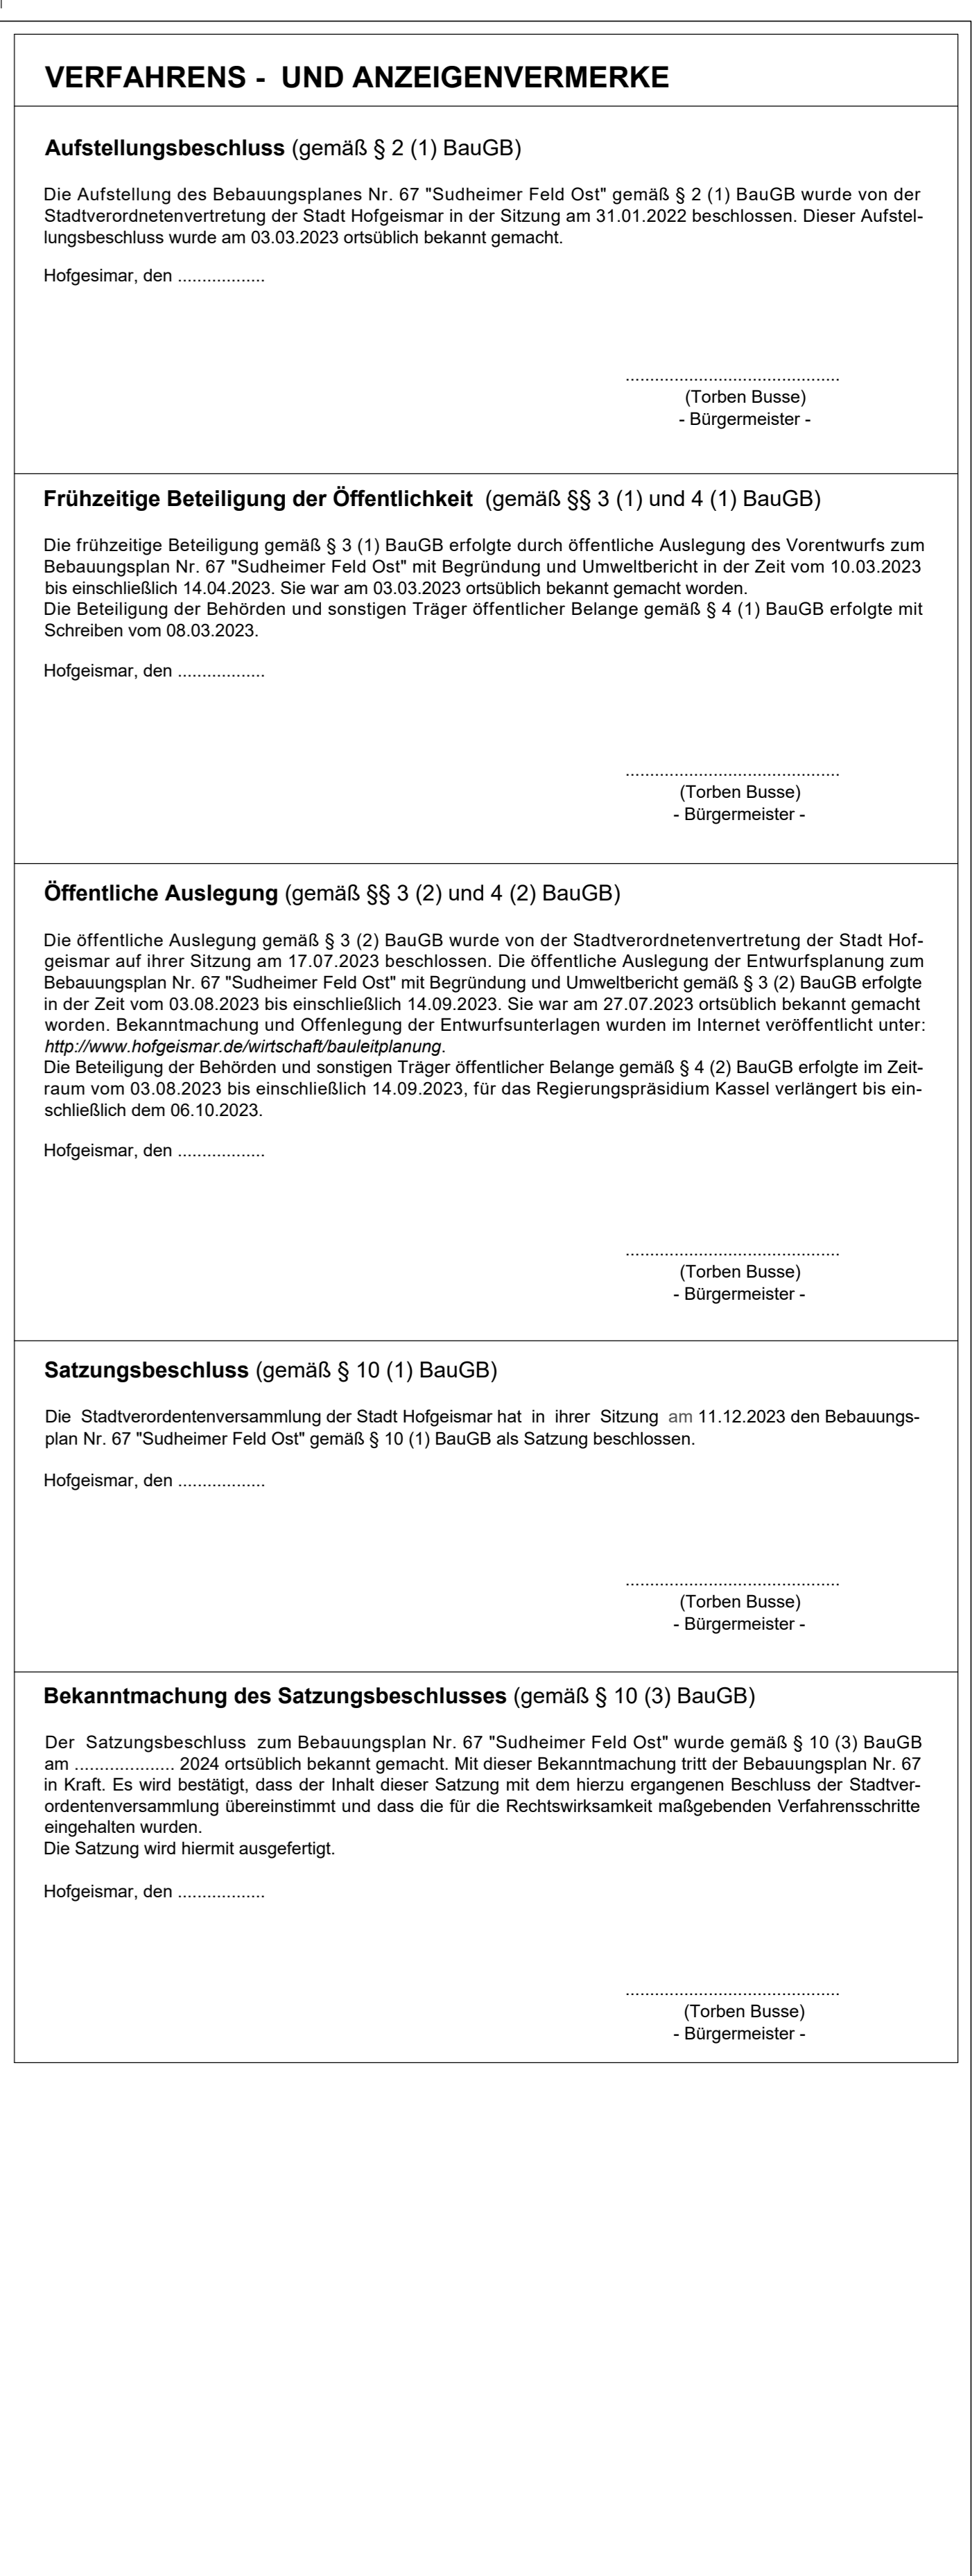 VERFAHRENS - UND ANZEIGENVERMERKE
Aufstellungsbeschluss (gemäß § 2 (1) BauGB)
Die Aufstellung des Bebauungsplanes Nr. 67 "Sudheimer Feld Ost" gemäß § 2 (1) BauGB wurde von der
Stadtverordnetenvertretung der Stadt Hofgeismar in der Sitzung am 31.01.2022 beschlossen. Dieser Aufstel-
lungsbeschluss wurde am 03.03.2023 ortsüblich bekannt gemacht.
Hofgesimar, den ..................
............................................
(Torben Busse)
- Bürgermeister -
Frühzeitige Beteiligung der Öffentlichkeit (gemäß §§ 3 (1) und 4 (1) BauGB)
Die frühzeitige Beteiligung gemäß § 3 (1) BauGB erfolgte durch öffentliche Auslegung des Vorentwurfs zum
Bebauungsplan Nr. 67 "Sudheimer Feld Ost" mit Begründung und Umweltbericht in der Zeit vom 10.03.2023
bis einschließlich 14.04.2023. Sie war am 03.03.2023 ortsüblich bekannt gemacht worden.
Die Beteiligung der Behörden und sonstigen Träger öffentlicher Belange gemäß § 4 (1) BauGB erfolgte mit
Schreiben vom 08.03.2023.
Hofgeismar, den ..................
............................................
(Torben Busse)
- Bürgermeister -
Öffentliche Auslegung (gemäß §§ 3 (2) und 4 (2) BauGB)
Die öffentliche Auslegung gemäß § 3 (2) BauGB wurde von der Stadtverordnetenvertretung der Stadt Hof-
geismar auf ihrer Sitzung am 17.07.2023 beschlossen. Die öffentliche Auslegung der Entwurfsplanung zum
Bebauungsplan Nr. 67 "Sudheimer Feld Ost" mit Begründung und Umweltbericht gemäß § 3 (2) BauGB erfolgte
in der Zeit vom 03.08.2023 bis einschließlich 14.09.2023. Sie war am 27.07.2023 ortsüblich bekannt gemacht
worden. Bekanntmachung und Offenlegung der Entwurfsunterlagen wurden im Internet veröffentlicht unter:
http://www.hofgeismar.de/wirtschaft/bauleitplanung.
Die Beteiligung der Behörden und sonstigen Träger öffentlicher Belange gemäß § 4 (2) BauGB erfolgte im Zeit-
raum vom 03.08.2023 bis einschließlich 14.09.2023, für das Regierungspräsidium Kassel verlängert bis ein-
schließlich dem 06.10.2023.
Hofgeismar, den ..................
............................................
(Torben Busse)
- Bürgermeister -
Satzungsbeschluss (gemäß § 10 (1) BauGB)
Die Stadtverordentenversammlung der Stadt Hofgeismar hat in ihrer Sitzung am 11.12.2023 den Bebauungs-
plan Nr. 67 "Sudheimer Feld Ost" gemäß § 10 (1) BauGB als Satzung beschlossen.
Hofgeismar, den ..................
............................................
(Torben Busse)
- Bürgermeister -
Bekanntmachung des Satzungsbeschlusses (gemäß § 10 (3) BauGB)
Der Satzungsbeschluss zum Bebauungsplan Nr. 67 "Sudheimer Feld Ost" wurde gemäß § 10 (3) BauGB
am .................... 2024 ortsüblich bekannt gemacht. Mit dieser Bekanntmachung tritt der Bebauungsplan Nr. 67
in Kraft. Es wird bestätigt, dass der Inhalt dieser Satzung mit dem hierzu ergangenen Beschluss der Stadtver-
ordentenversammlung übereinstimmt und dass die für die Rechtswirksamkeit maßgebenden Verfahrensschritte
eingehalten wurden.
Die Satzung wird hiermit ausgefertigt.
Hofgeismar, den ..................
............................................
(Torben Busse)
- Bürgermeister -